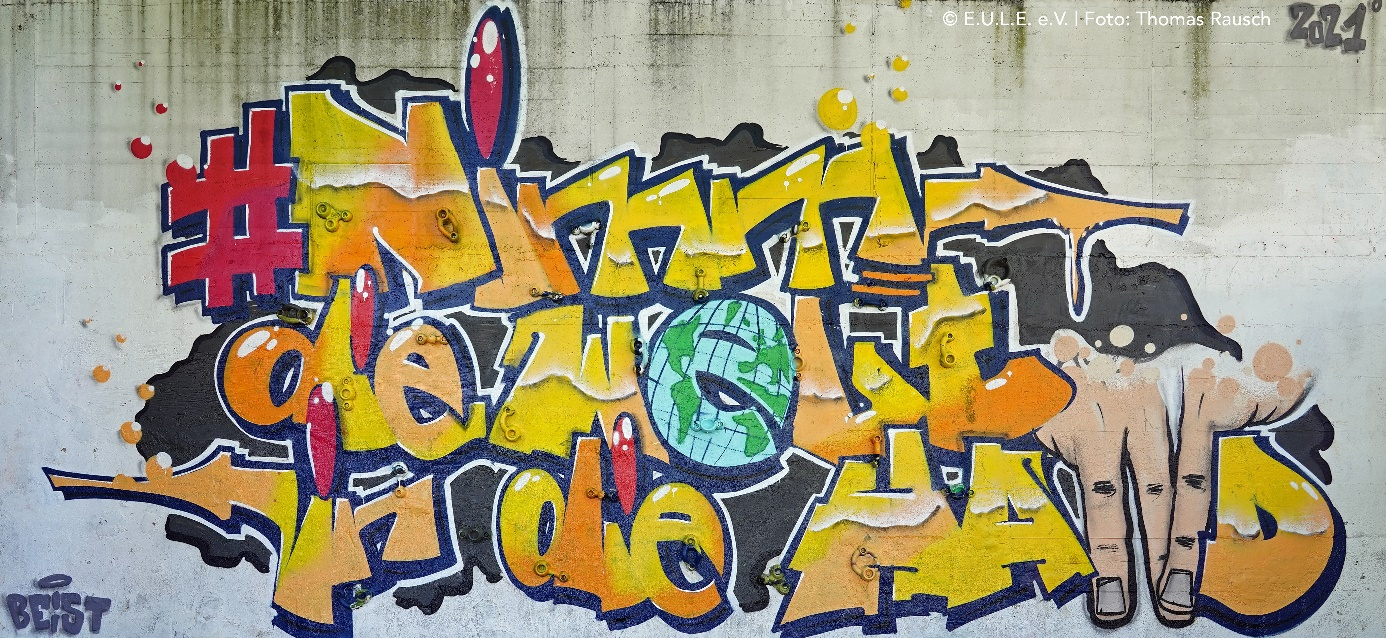 © E.U.L.E. e.V. | Foto: Thomas Rausch
2021
#Nimm
die Welt
in die HAND
BEiST